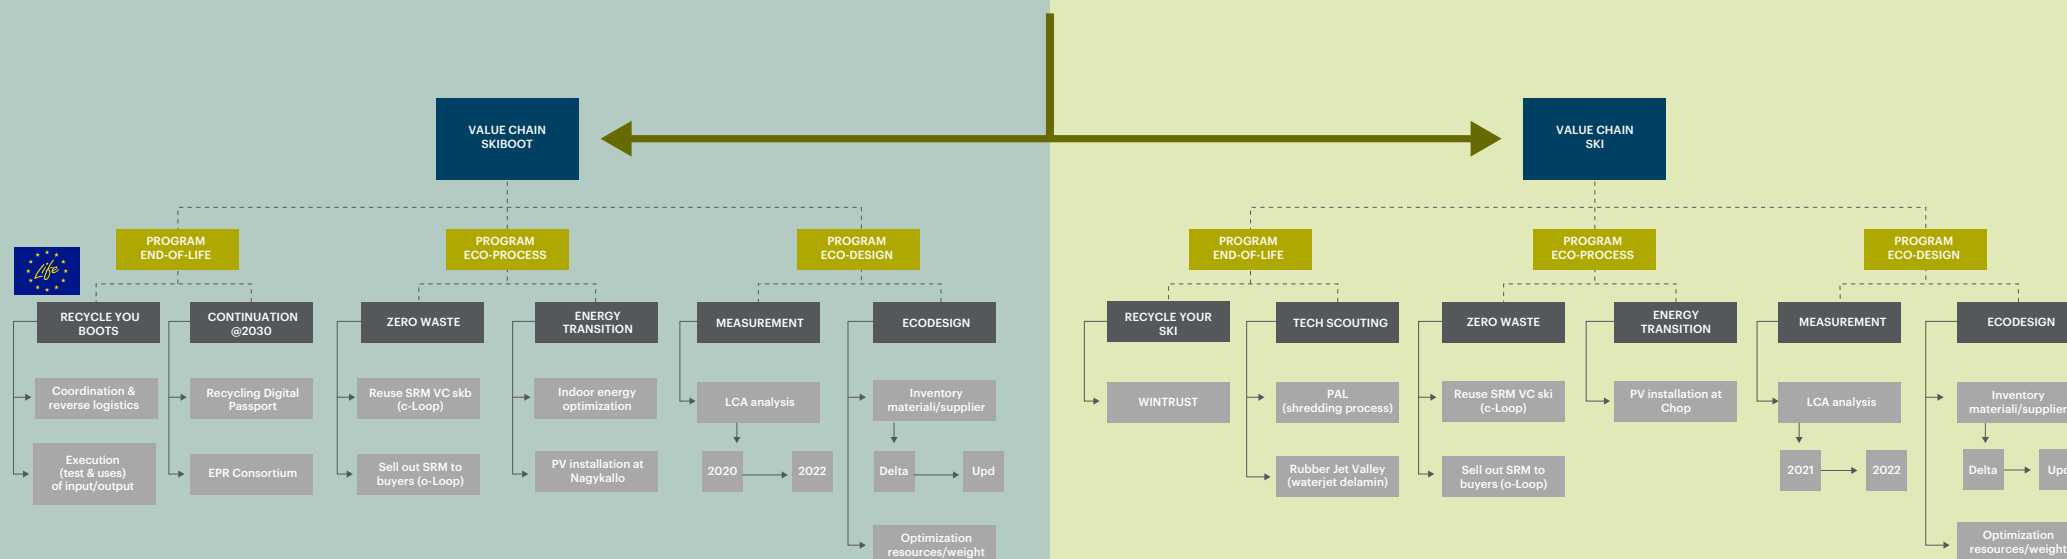 VALUE CHAIN
SKIBOOT
PROGRAM
END-OF-LIFE
PROGRAM
ECO-PROCESS
PROGRAM
ECO-DESIGN
Life
RECYCLE YOU
BOOTS
CONTINUATION
@2030
ZERO WASTE
ENERGY
TRANSITION
MEASUREMENT
ECODESIGN
Coordination &
reverse logistics
Recycling Digital
Passport
Reuse SRM VC skb
(c-Loop)
Indoor energy
optimization
LCA analysis
Inventory
materiali/supplier
Execution
(test & uses)
of input/output
EPR Consortium
Sell out SRM to
buyers (o-Loop)
PV installation at
Nagykallo
2020
2022
Delta
Upd
Optimization
resources/weight
VALUE CHAIN
SKI
PROGRAM
END-OF-LIFE
PROGRAM
ECO-PROCESS
PROGRAM
ECO-DESIGN
RECYCLE YOUR
SKI
TECH SCOUTING
ZERO WASTE
ENERGY
TRANSITION
MEASUREMENT
ECODESIGN
WINTRUST
PAL
(shredding process)
Reuse SRM VC ski
(c-Loop)
PV installation at
Chop
LCA analysis
Inventory
materiali/supplier
Rubber Jet Valley
(waterjet delamin)
Sell out SRM to
buyers (o-Loop)
2021
2022
Delta
Upd
Optimization
resources/weight